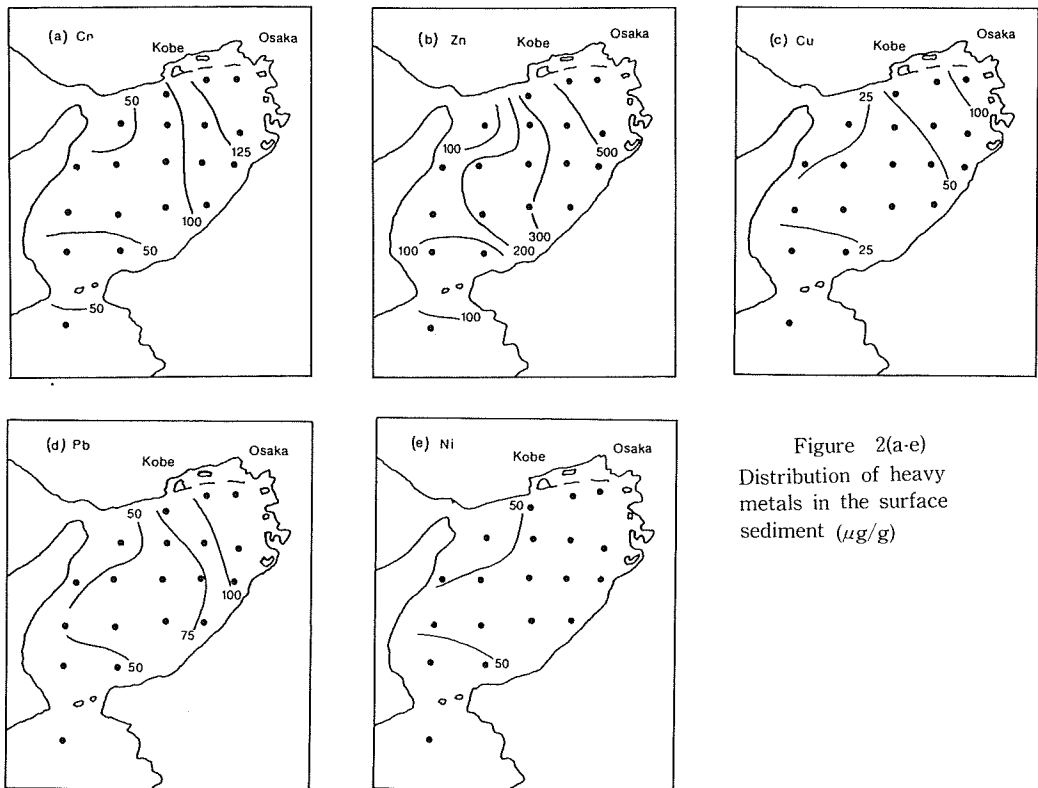 (a) Cr
Kobe
Osaka
50
125
100
50
50
(b) Zn
Kobe
Osaka
100
500
300
200
100
100
(c) Cu
Kobe
Osaka
25
100
50
25
(d) Pb
Kobe
Osaka
50
100
75
50
(e) Ni
Kobe
Osaka
50
50
Figure 2(a-e)
Distribution of heavy
metals in the surface
sediment (μg/g)